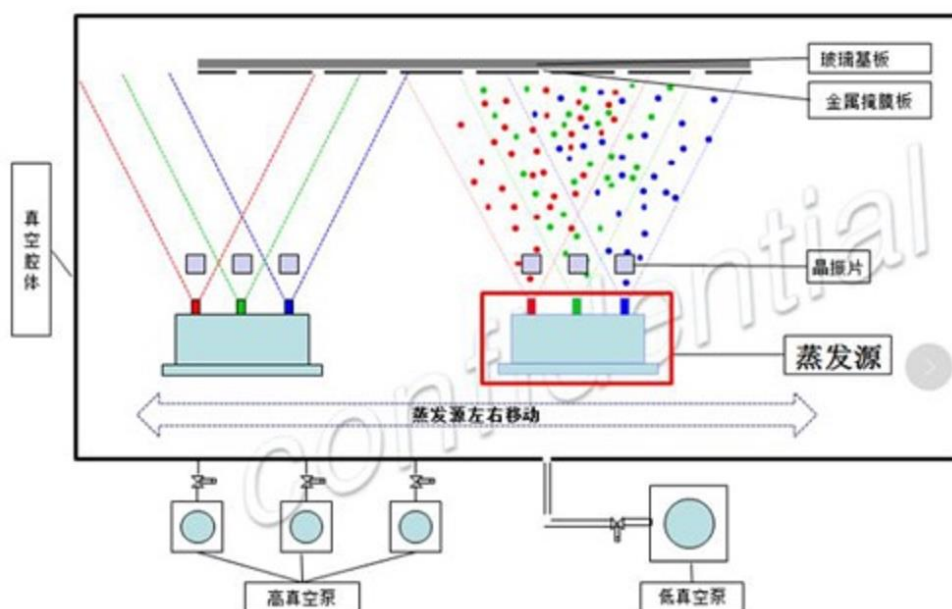 玻璃基板
金属掩膜板
真空腔体
晶振片
蒸发源
蒸发源左右移动
高真空泵
低真空泵
confidential